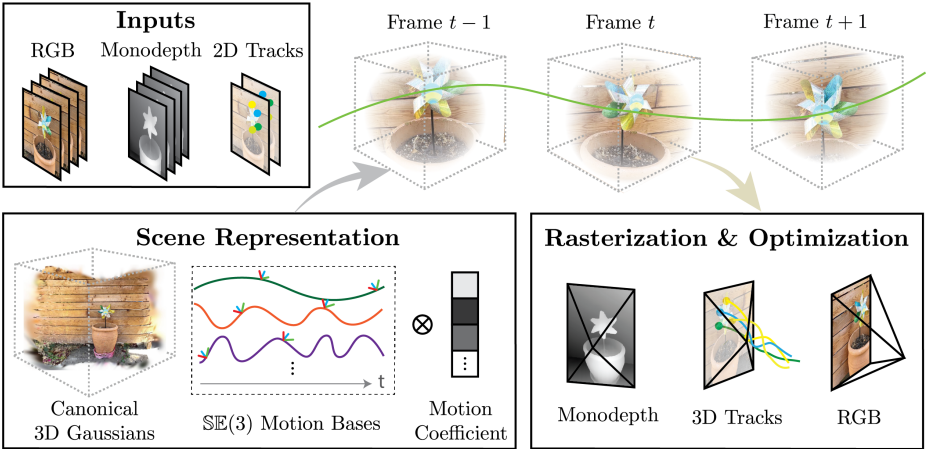 Inputs
RGB Monodepth 2D Tracks
Frame t − 1
Frame t
Frame t + 1
Scene Representation
t
Canonical
3D Gaussians
𝕊𝔼(3) Motion Bases
Motion
Coefficient
Rasterization & Optimization
Monodepth
3D Tracks
RGB